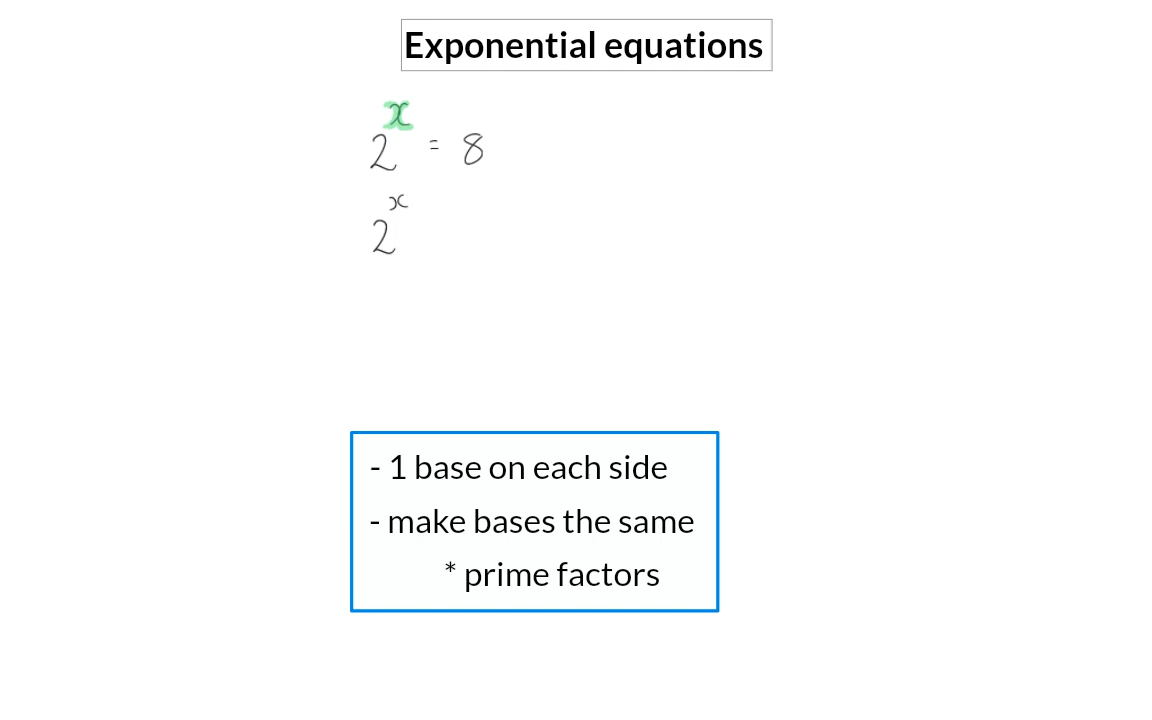 Exponential equations
2^x = 8
2^x
- 1 base on each side
- make bases the same
* prime factors